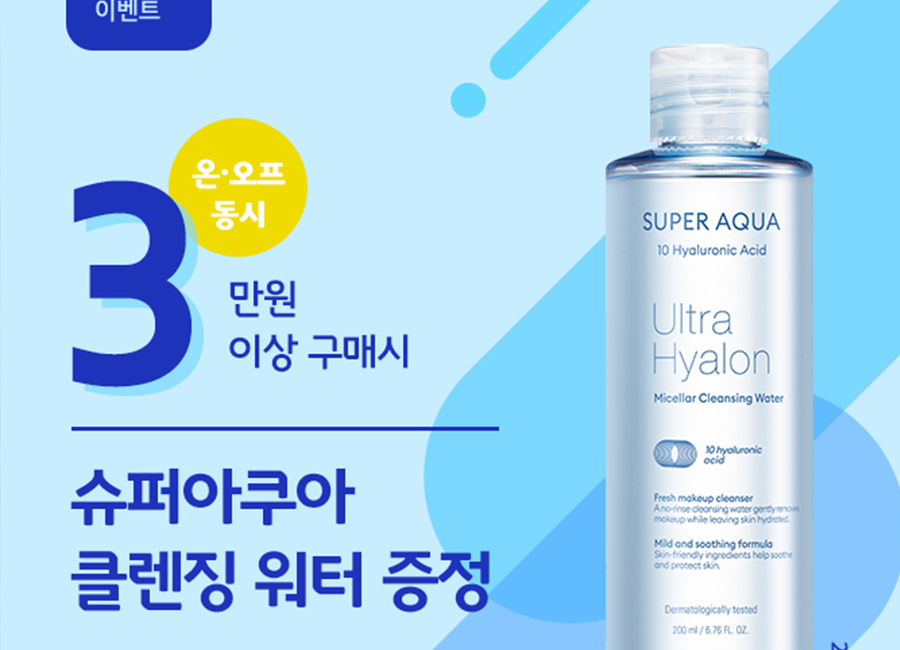 이벤트
온·오프
동시
3
만원
이상 구매시
슈퍼아쿠아
클렌징 워터 증정
SUPER AQUA
10 Hyaluronic Acid
Ultra
Hyalon
Micellar Cleansing Water
10 hyaluronic
acid
Fresh makeup cleanser
A no-rinse cleansing water gently removes
makeup while leaving skin hydrated.
Mild and soothing formula
Skin-friendly ingredients help soothe
and protect skin.
Dermatologically tested
200 ml / 6.76 FL. OZ.
2